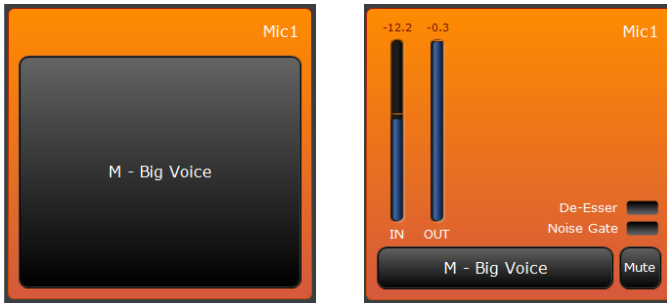 Mic1
M - Big Voice
-12.2 -0.3 Mic1
De-Esser
Noise Gate
IN OUT
M - Big Voice Mute